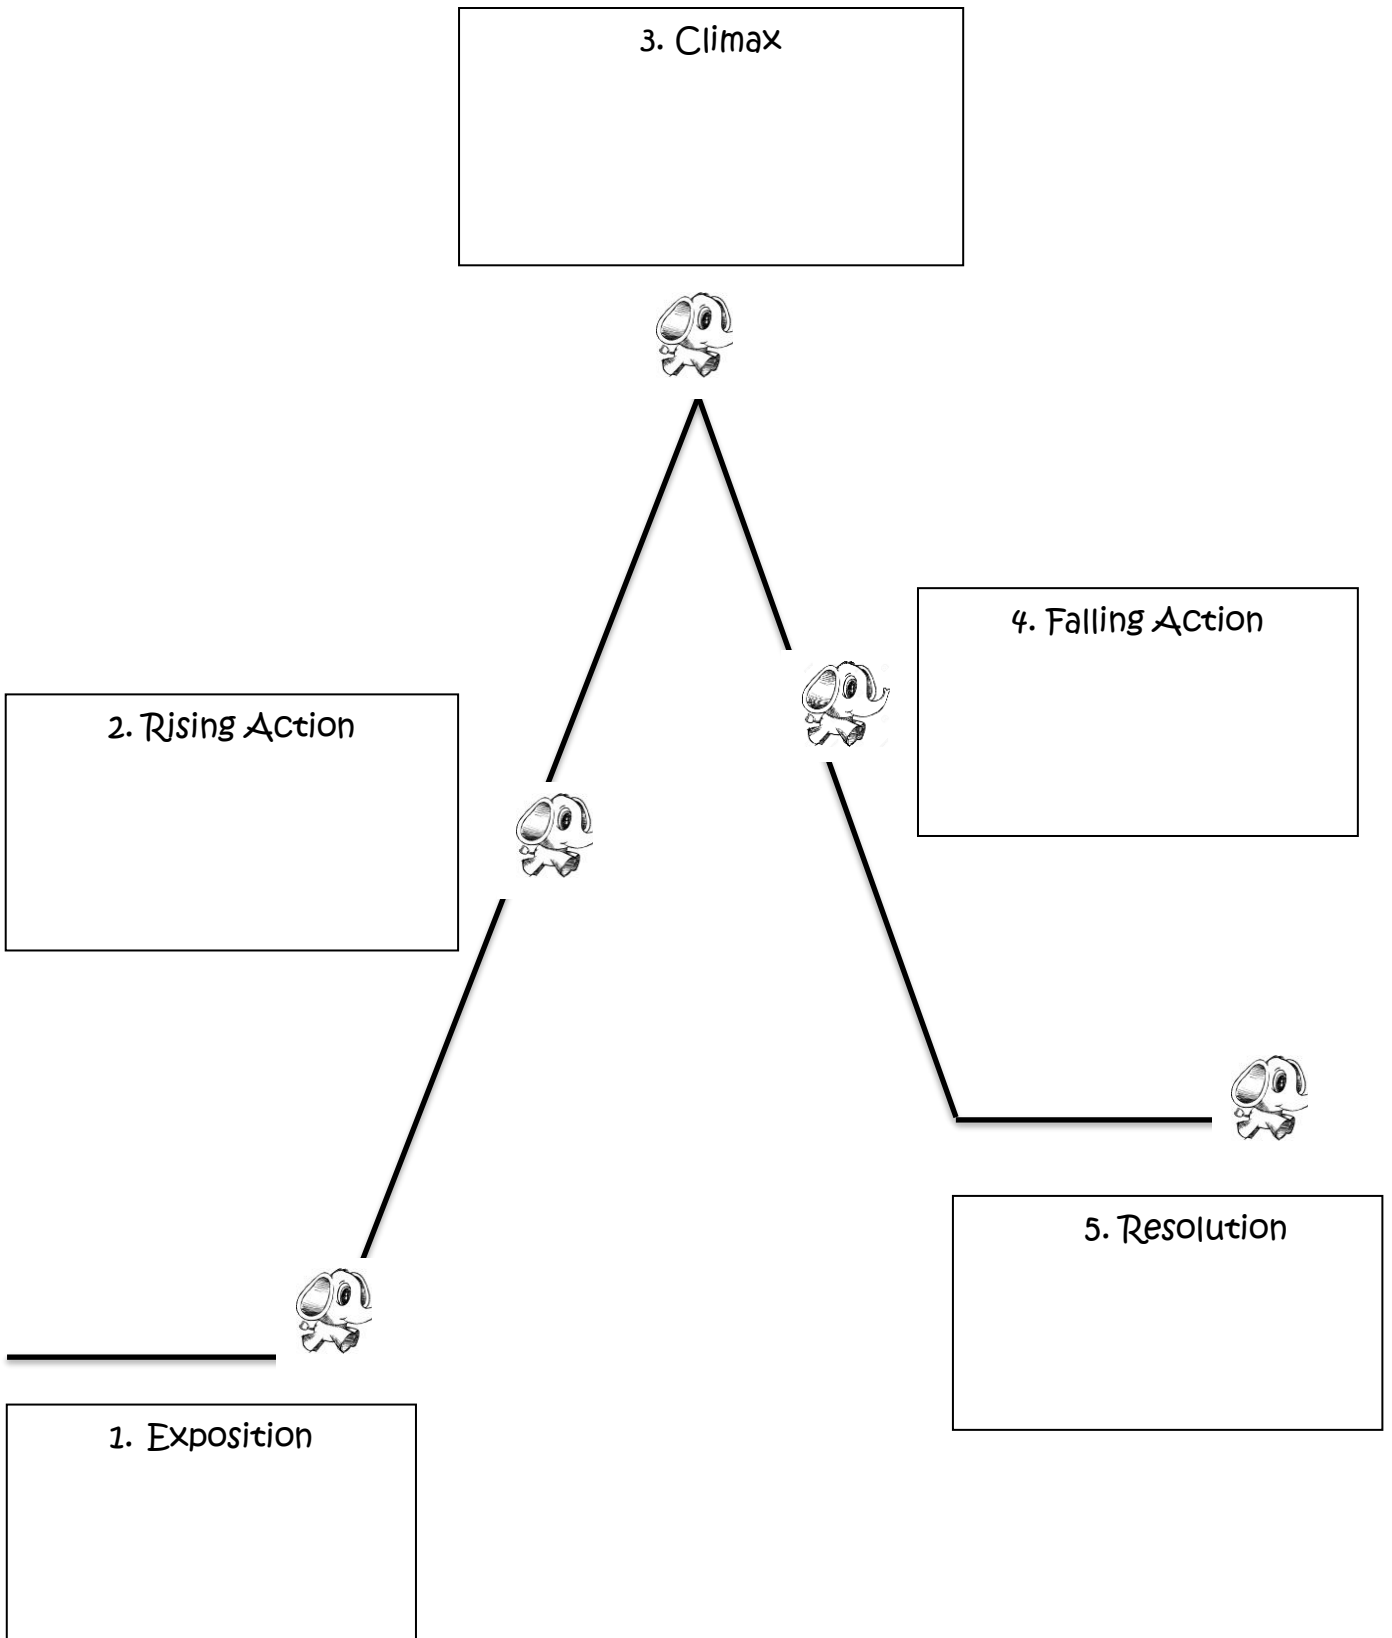 3. Climax
4. Falling Action
2. Rising Action
5. Resolution
1. Exposition